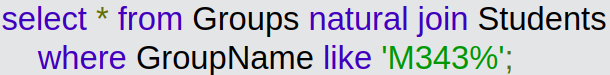 select * from Groups natural join Students
where GroupName like 'M343%';